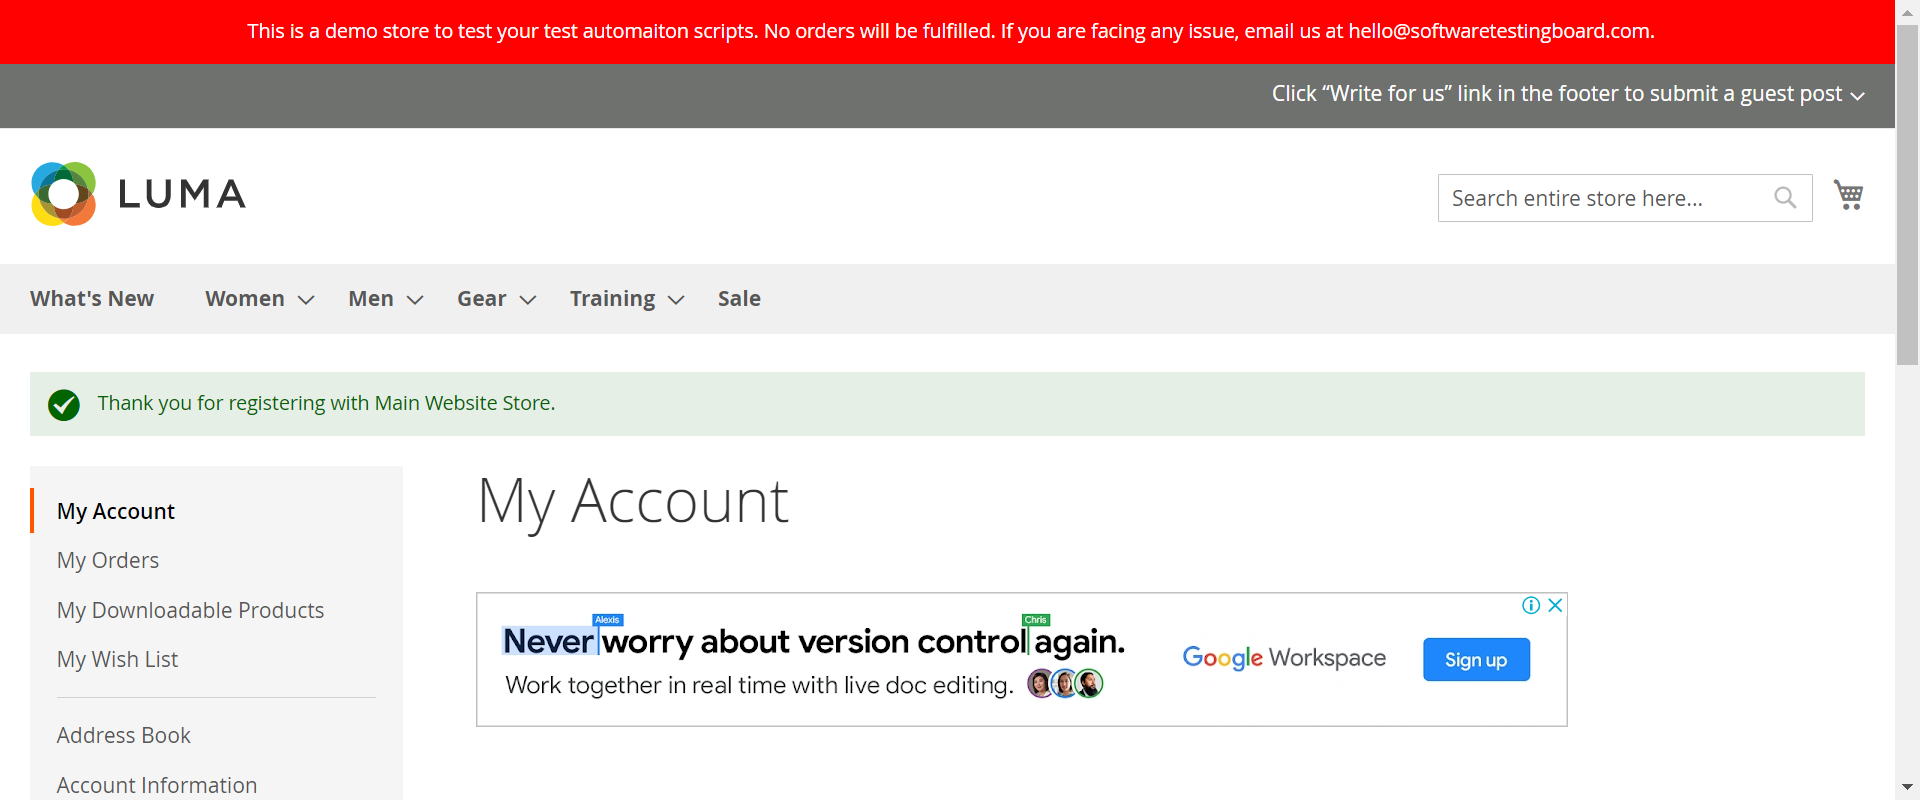 This is a demo store to test your test automaiton scripts. No orders will be fulfilled. If you are facing any issue, email us at hello@softwaretestingboard.com.
Click “Write for us” link in the footer to submit a guest post
LUMA
Search entire store here...
What's New Women Men Gear Training Sale
Thank you for registering with Main Website Store.
My Account
My Orders
My Downloadable Products
My Wish List
Address Book
Account Information
My Account
Alexis Chris
Never worry about version control again.
Work together in real time with live doc editing.
Google Workspace
Sign up